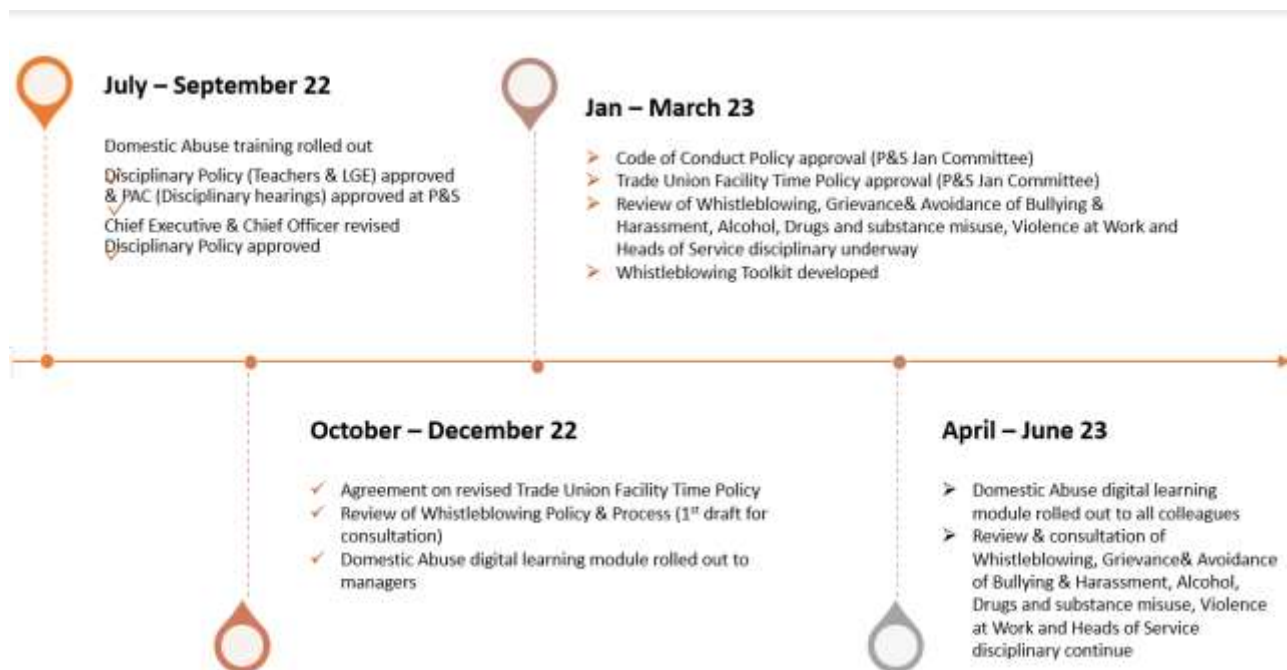 July – September 22
Domestic Abuse training rolled out
Disciplinary Policy (Teachers & LGE) approved
& PAC (Disciplinary hearings) approved at P&S
Chief Executive & Chief Officer revised
Disciplinary Policy approved
Jan – March 23
Code of Conduct Policy approval (P&S Jan Committee)
Trade Union Facility Time Policy approval (P&S Jan Committee)
Review of Whistleblowing, Grievance& Avoidance of Bullying &
Harassment, Alcohol, Drugs and substance misuse, Violence at Work and
Heads of Service disciplinary underway
Whistleblowing Toolkit developed
October – December 22
Agreement on revised Trade Union Facility Time Policy
Review of Whistleblowing Policy & Process (1st draft for
consultation)
Domestic Abuse digital learning module rolled out to
managers
April – June 23
Domestic Abuse digital learning
module rolled out to all colleagues
Review & consultation of
Whistleblowing, Grievance& Avoidance
of Bullying & Harassment, Alcohol,
Drugs and substance misuse, Violence
at Work and Heads of Service
disciplinary continue